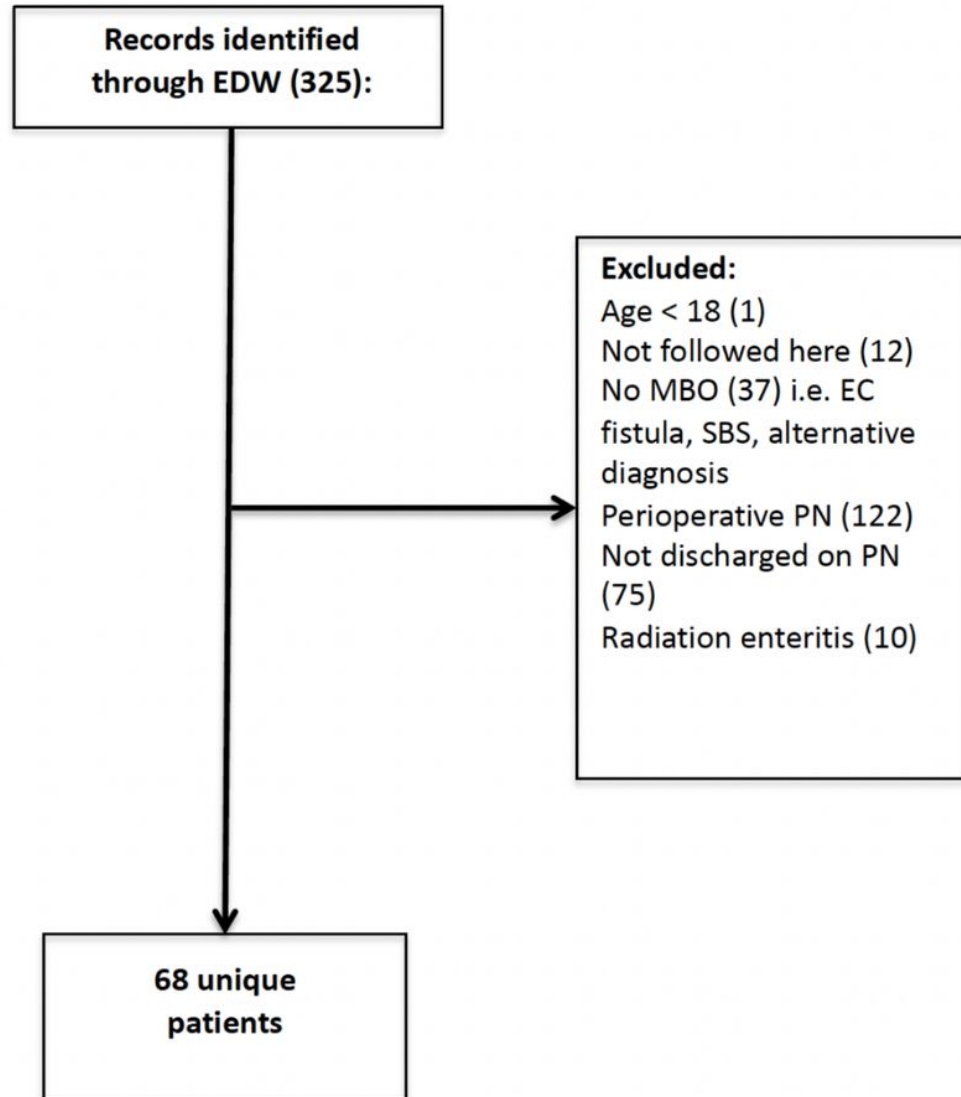 Records identified
through EDW (325):
Excluded:
Age < 18 (1)
Not followed here (12)
No MBO (37) i.e. EC
fistula, SBS, alternative
diagnosis
Perioperative PN (122)
Not discharged on PN
(75)
Radiation enteritis (10)
68 unique
patients